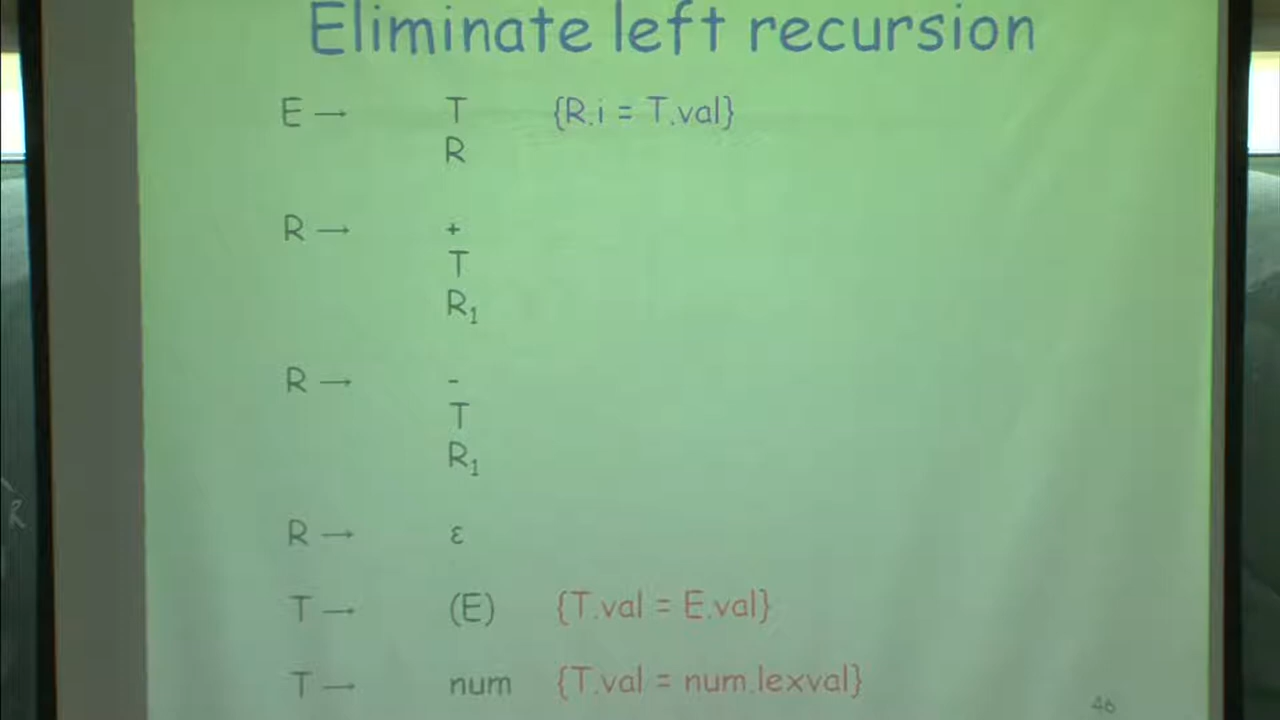 Eliminate left recursion
E → T {R.i = T.val}
R
R → +
T
R₁
R → -
T
R₁
R → ε
T → (E) {T.val = E.val}
T → num {T.val = num.lexval}
46
R